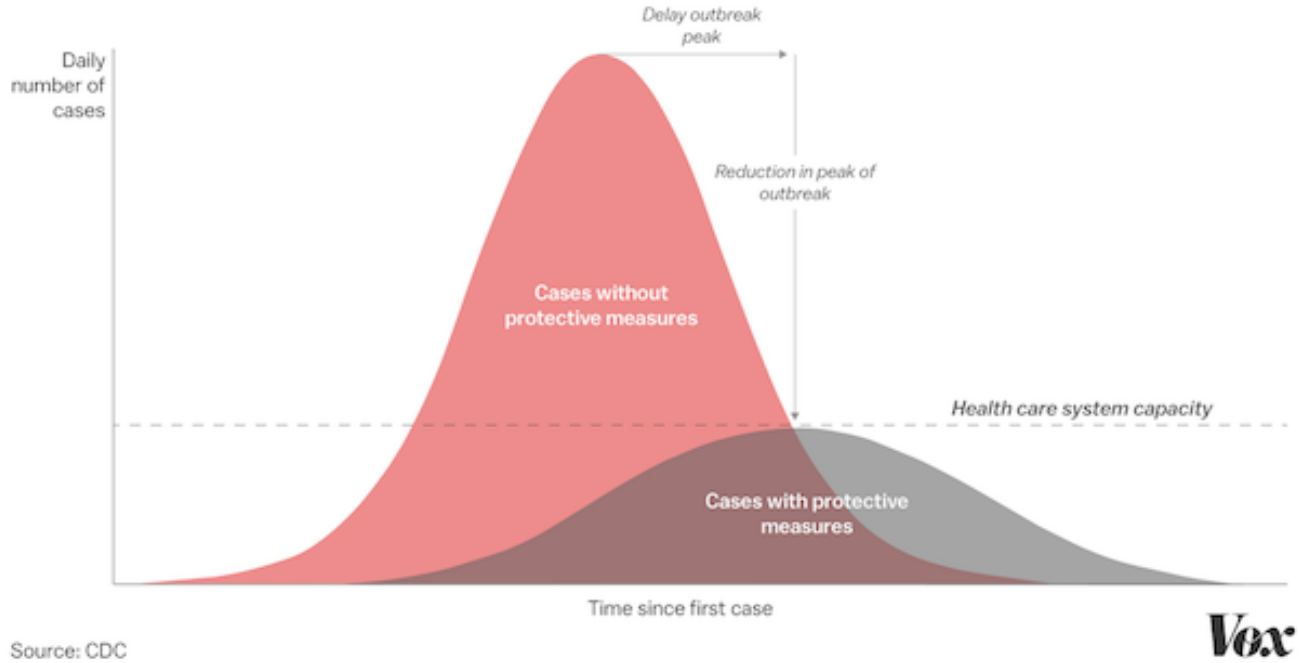 Delay outbreak
peak
Daily
number of
cases
Reduction in peak of
outbreak
Cases without
protective measures
Health care system capacity
Cases with protective
measures
Time since first case
Source: CDC
Vox